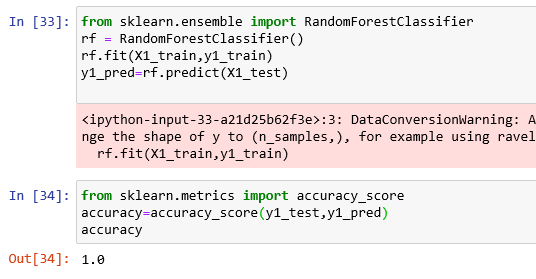 In [33]: from sklearn.ensemble import RandomForestClassifier
rf = RandomForestClassifier()
rf.fit(X1_train,y1_train)
y1_pred=rf.predict(X1_test)
<ipython-input-33-a21d25b62f3e>:3: DataConversionWarning: A
nge the shape of y to (n_samples,), for example using ravel
rf.fit(X1_train,y1_train)
In [34]: from sklearn.metrics import accuracy_score
accuracy=accuracy_score(y1_test,y1_pred)
accuracy
Out[34]: 1.0